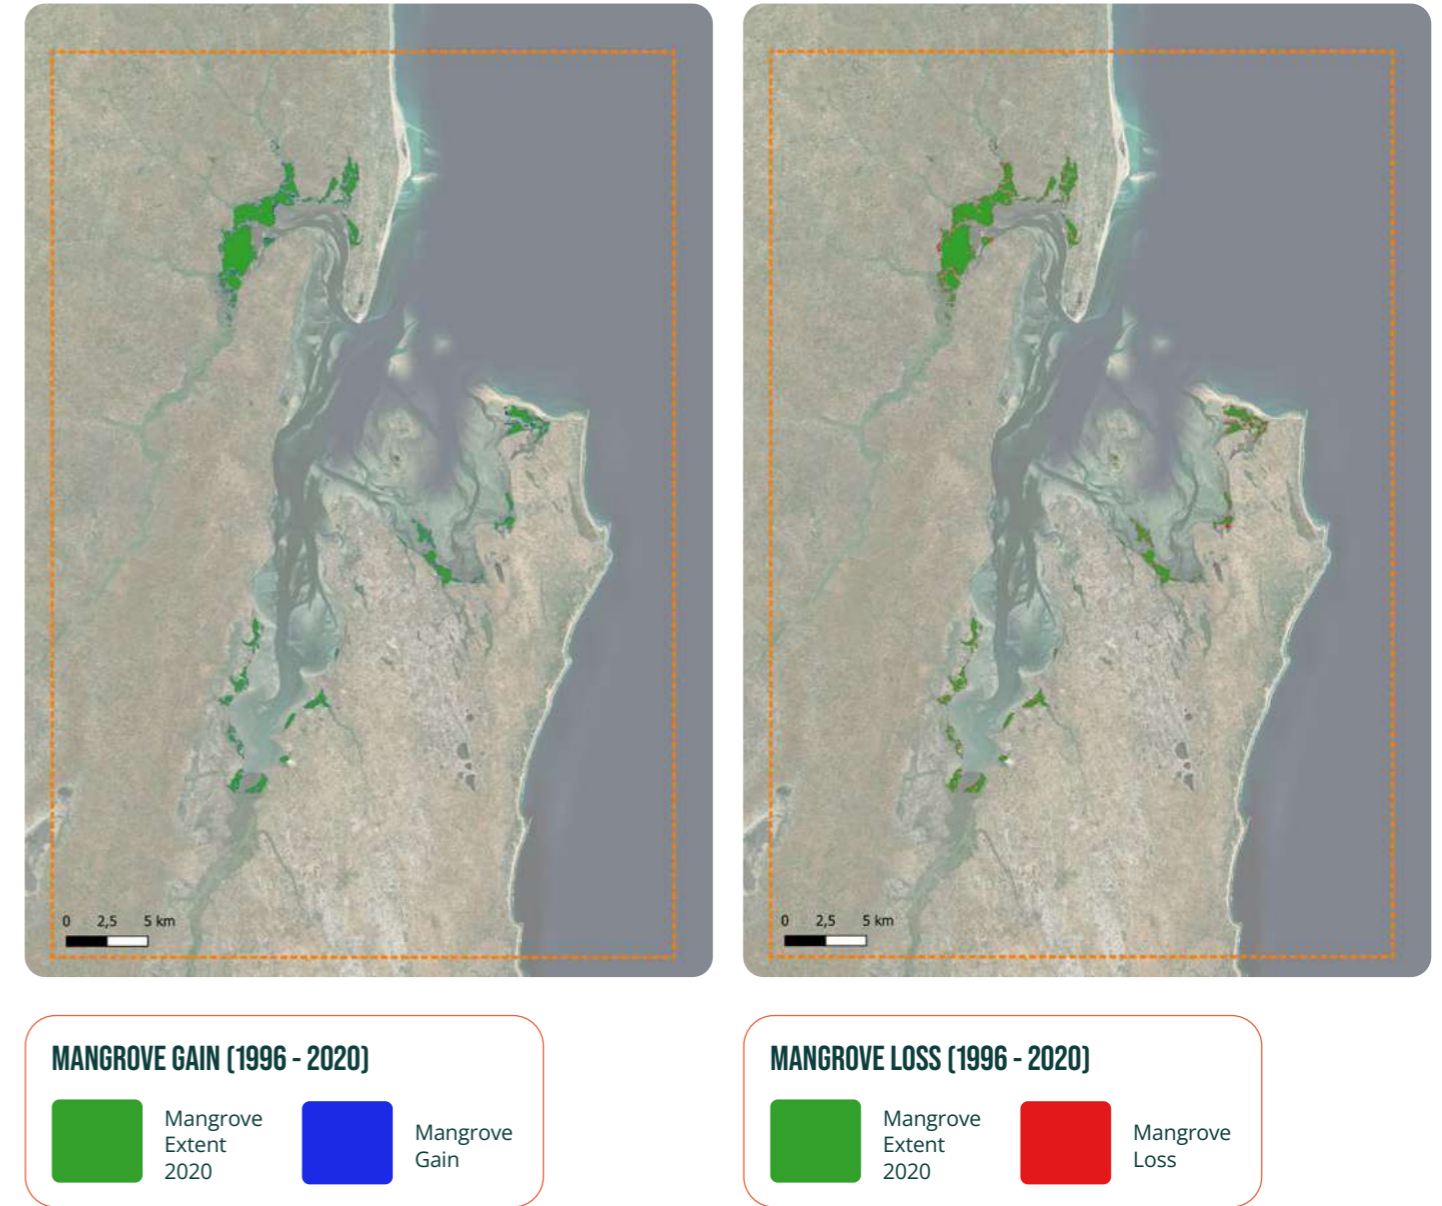 0 2,5 5 km
0 2,5 5 km
MANGROVE GAIN (1996 - 2020)
Mangrove
Extent
2020
Mangrove
Gain
MANGROVE LOSS (1996 - 2020)
Mangrove
Extent
2020
Mangrove
Loss